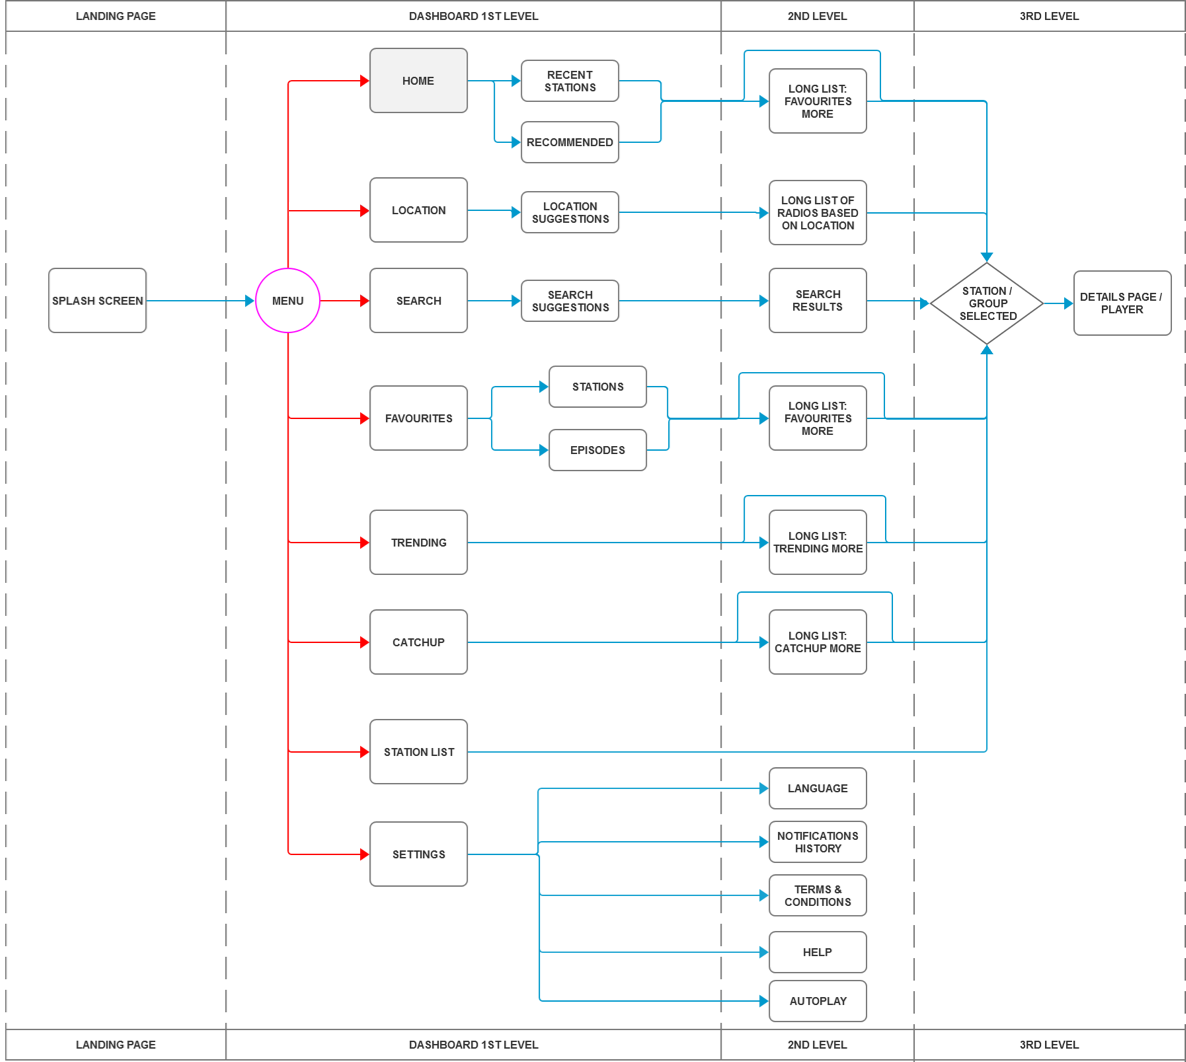 LANDING PAGE
DASHBOARD 1ST LEVEL
2ND LEVEL
3RD LEVEL
HOME
RECENT
STATIONS
RECOMMENDED
LONG LIST:
FAVOURITES
MORE
LOCATION
LOCATION
SUGGESTIONS
LONG LIST OF
RADIOS BASED
ON LOCATION
SPLASH SCREEN
MENU
SEARCH
SEARCH
SUGGESTIONS
SEARCH
RESULTS
STATION /
GROUP
SELECTED
DETAILS PAGE /
PLAYER
FAVOURITES
STATIONS
EPISODES
LONG LIST:
FAVOURITES
MORE
TRENDING
LONG LIST:
TRENDING MORE
CATCHUP
LONG LIST:
CATCHUP MORE
STATION LIST
SETTINGS
LANGUAGE
NOTIFICATIONS
HISTORY
TERMS &
CONDITIONS
HELP
AUTOPLAY
LANDING PAGE
DASHBOARD 1ST LEVEL
2ND LEVEL
3RD LEVEL